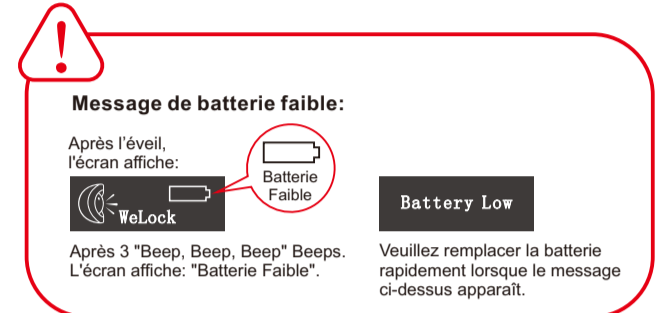 !
Message de batterie faible:
Après l'éveil,
l'écran affiche:
Batterie
Faible
WeLock
Après 3 "Beep, Beep, Beep" Beeps.
L'écran affiche: "Batterie Faible".
Battery Low
Veuillez remplacer la batterie
rapidement lorsque le message
ci-dessus apparaît.